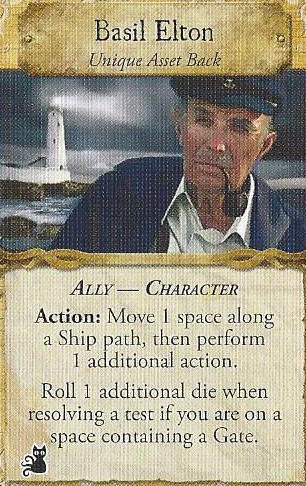 Basil Elton
Unique Asset Back
ALLY — CHARACTER
Action: Move 1 space along
a Ship path, then perform
1 additional action.
Roll 1 additional die when
resolving a test if you are on a
space containing a Gate.